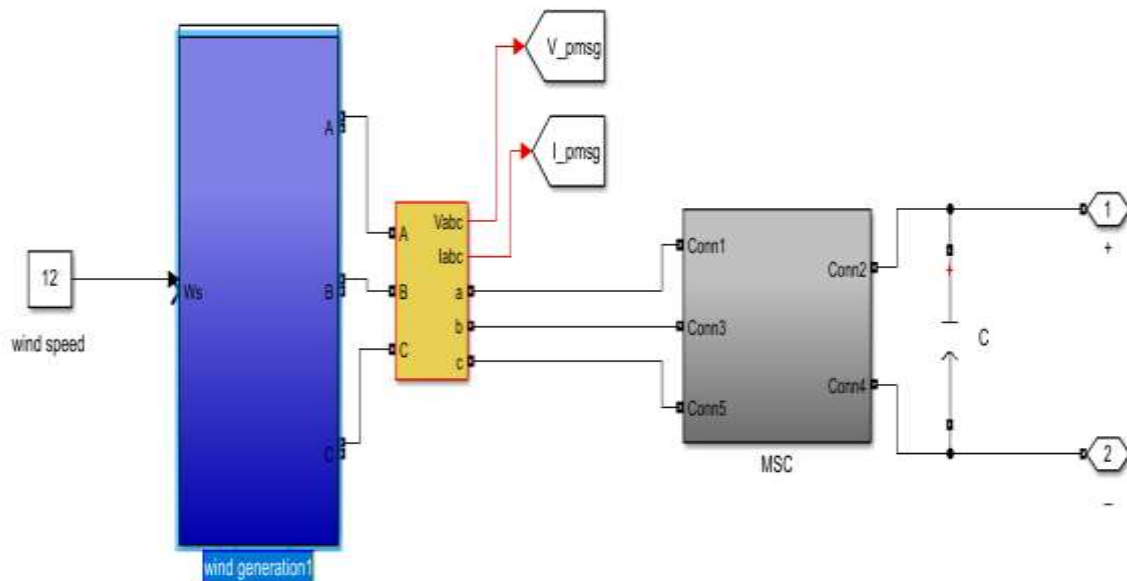 V_pmsg
I_pmsg
A
B
C
Ws
12
wind speed
wind generation1
A
B
C
Vabc
Iabc
a
b
c
Conn1
Conn3
Conn5
Conn2
Conn4
MSC
+
C
1
+
2
–